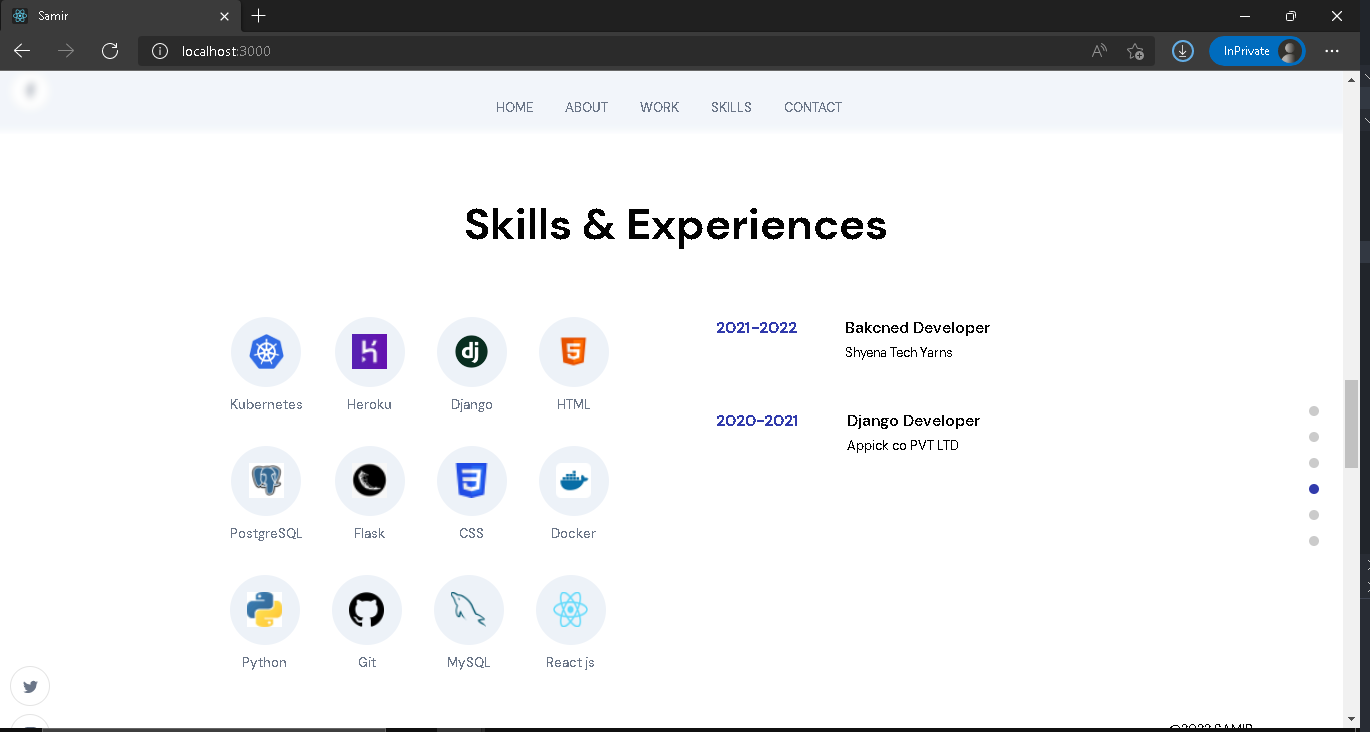 Samir
localhost:3000
InPrivate
HOME ABOUT WORK SKILLS CONTACT
Skills & Experiences
Kubernetes Heroku Django HTML
PostgreSQL Flask CSS Docker
Python Git MySQL React js
2021-2022 Bakcned Developer
Shyena Tech Yarns
2020-2021 Django Developer
Appick co PVT LTD
@2022 SAMIR